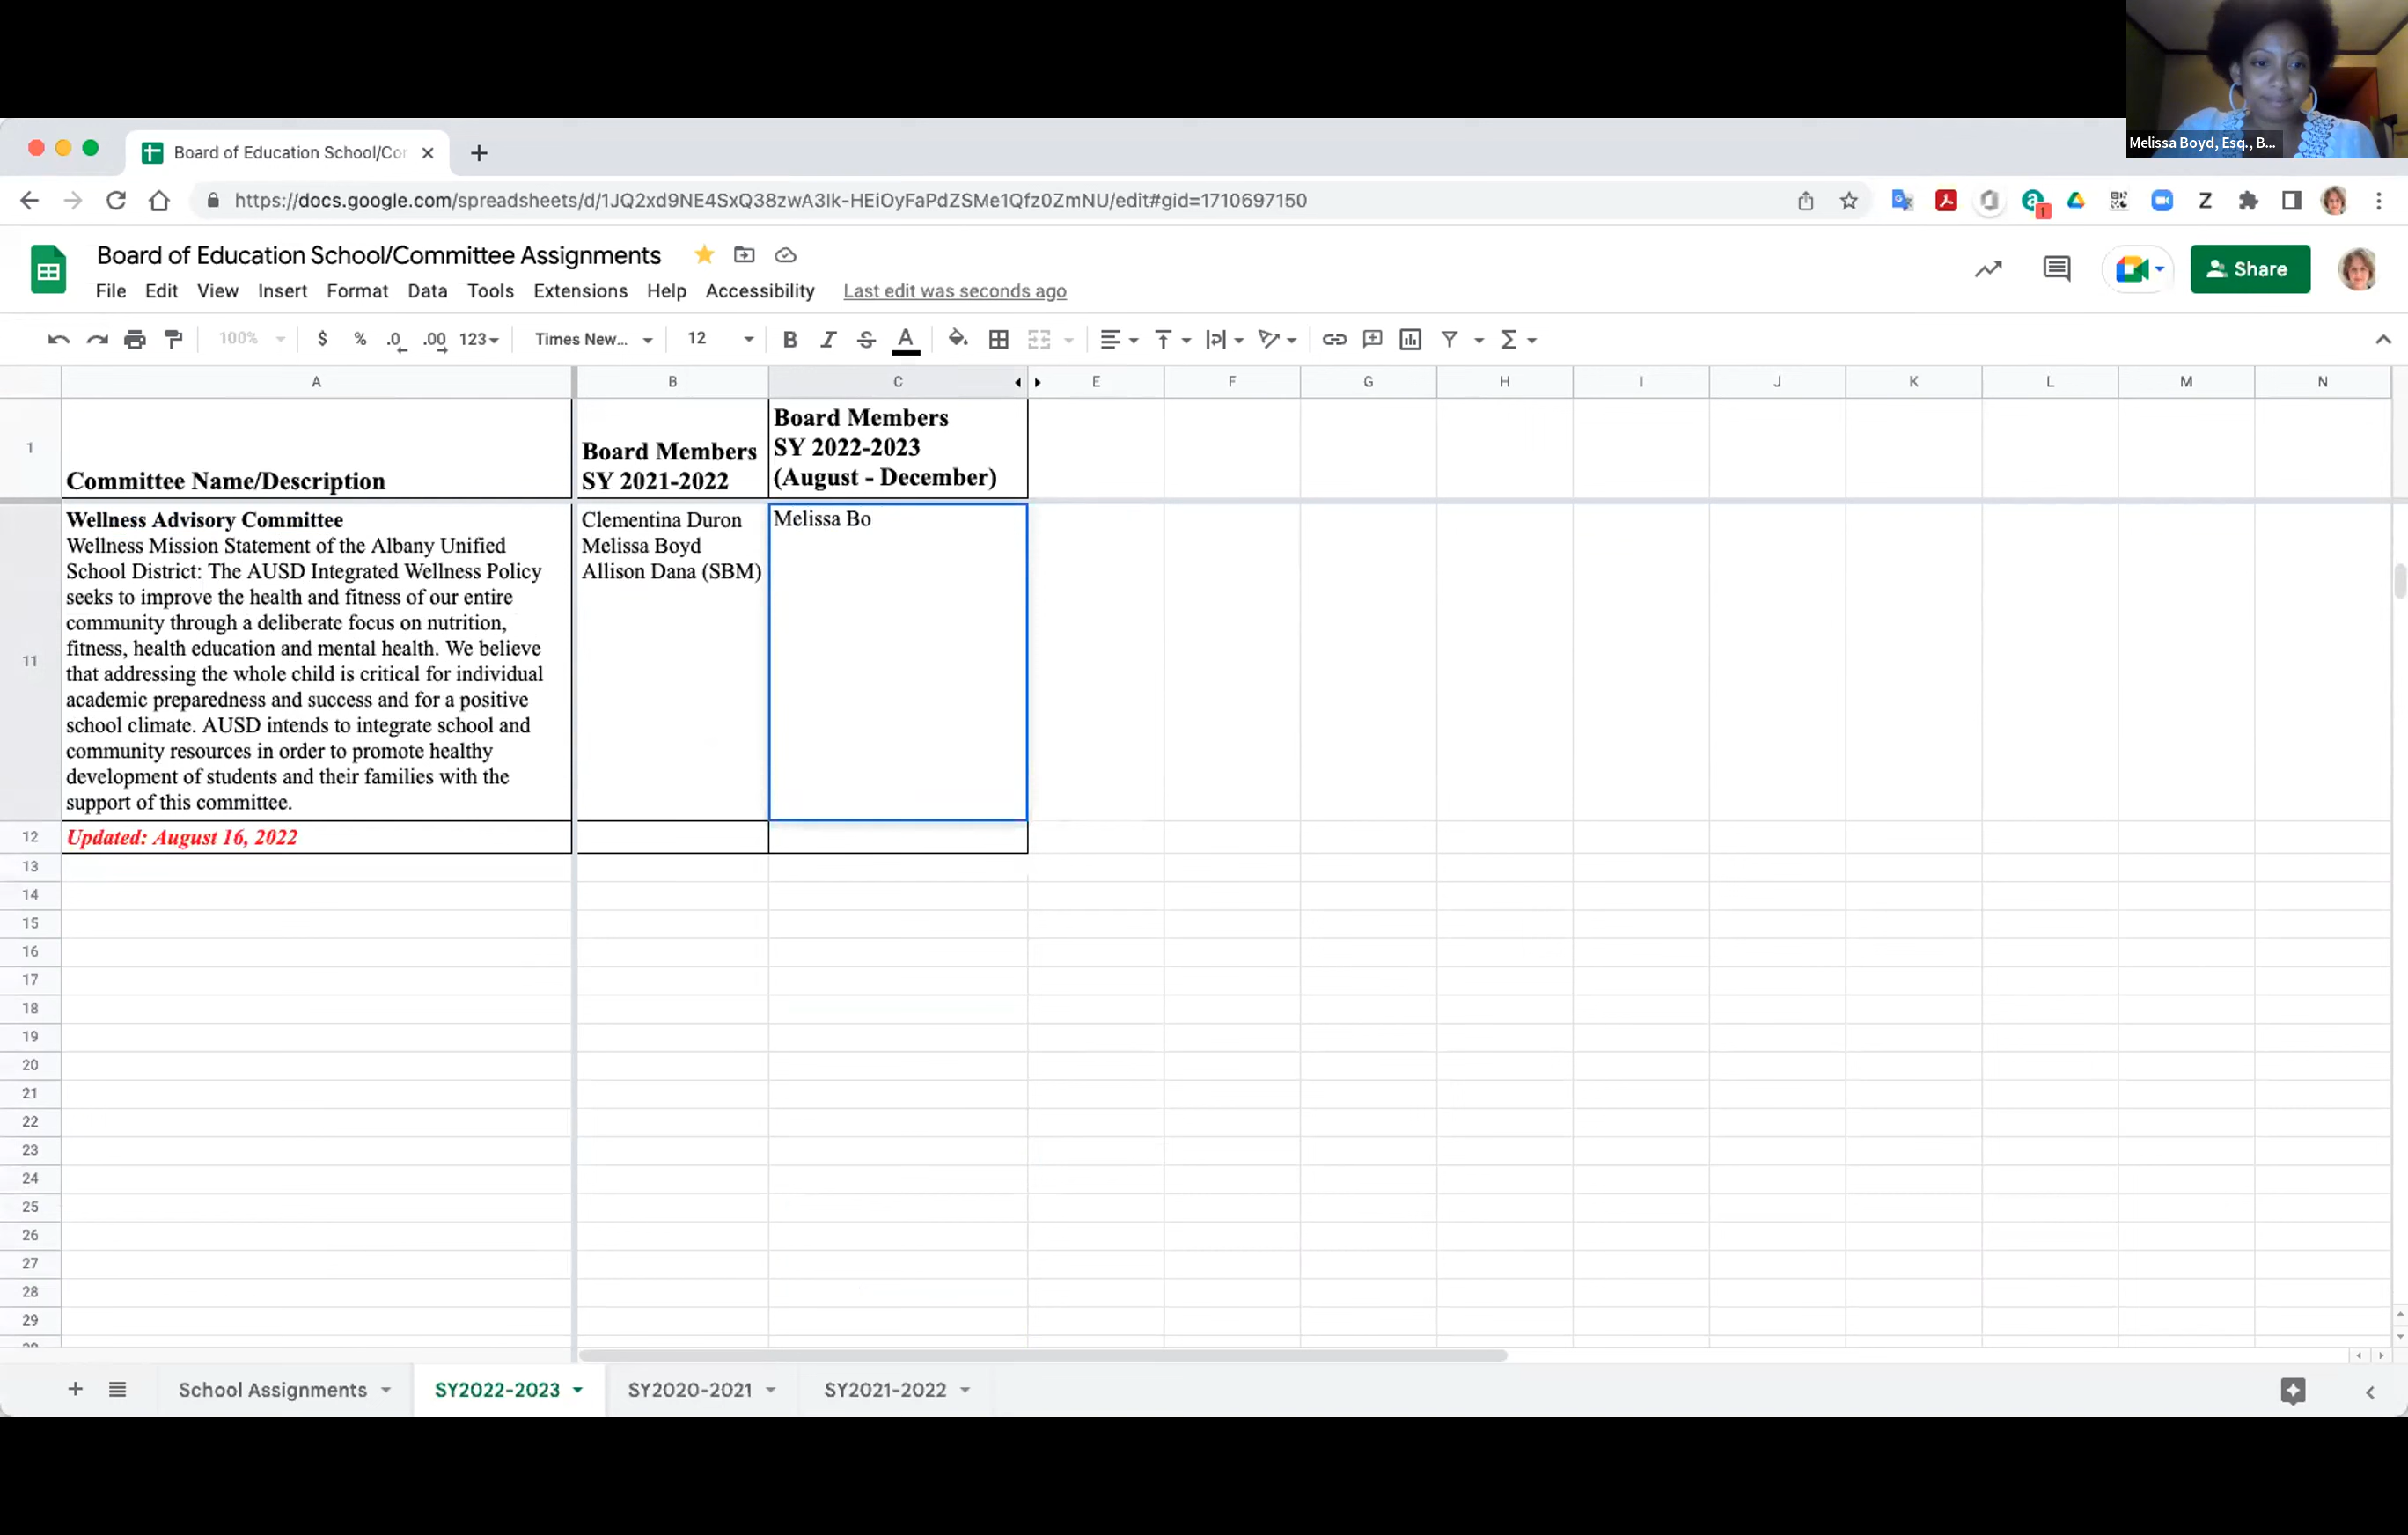 Melissa Boyd, Esq., B...
Board of Education School/Cor
https://docs.google.com/spreadsheets/d/1JQ2xd9NE4SxQ38zwA3Ik-HEiOyFaPdZSMe1Qfz0ZmNU/edit#gid=1710697150
1
Z
Board of Education School/Committee Assignments
File Edit View Insert Format Data Tools Extensions Help Accessibility Last edit was seconds ago
Share
100% $ % .0 .00 123 Times New... 12 B I S A Σ
A B C E F G H I J K L M N
1
Committee Name/Description
Board Members
SY 2021-2022
Board Members
SY 2022-2023
(August - December)
11
Wellness Advisory Committee
Wellness Mission Statement of the Albany Unified
School District: The AUSD Integrated Wellness Policy
seeks to improve the health and fitness of our entire
community through a deliberate focus on nutrition,
fitness, health education and mental health. We believe
that addressing the whole child is critical for individual
academic preparedness and success and for a positive
school climate. AUSD intends to integrate school and
community resources in order to promote healthy
development of students and their families with the
support of this committee.
Clementina Duron
Melissa Boyd
Allison Dana (SBM)
Melissa Bo
12
Updated: August 16, 2022
13
14
15
16
17
18
19
20
21
22
23
24
25
26
27
28
29
School Assignments SY2022-2023 SY2020-2021 SY2021-2022